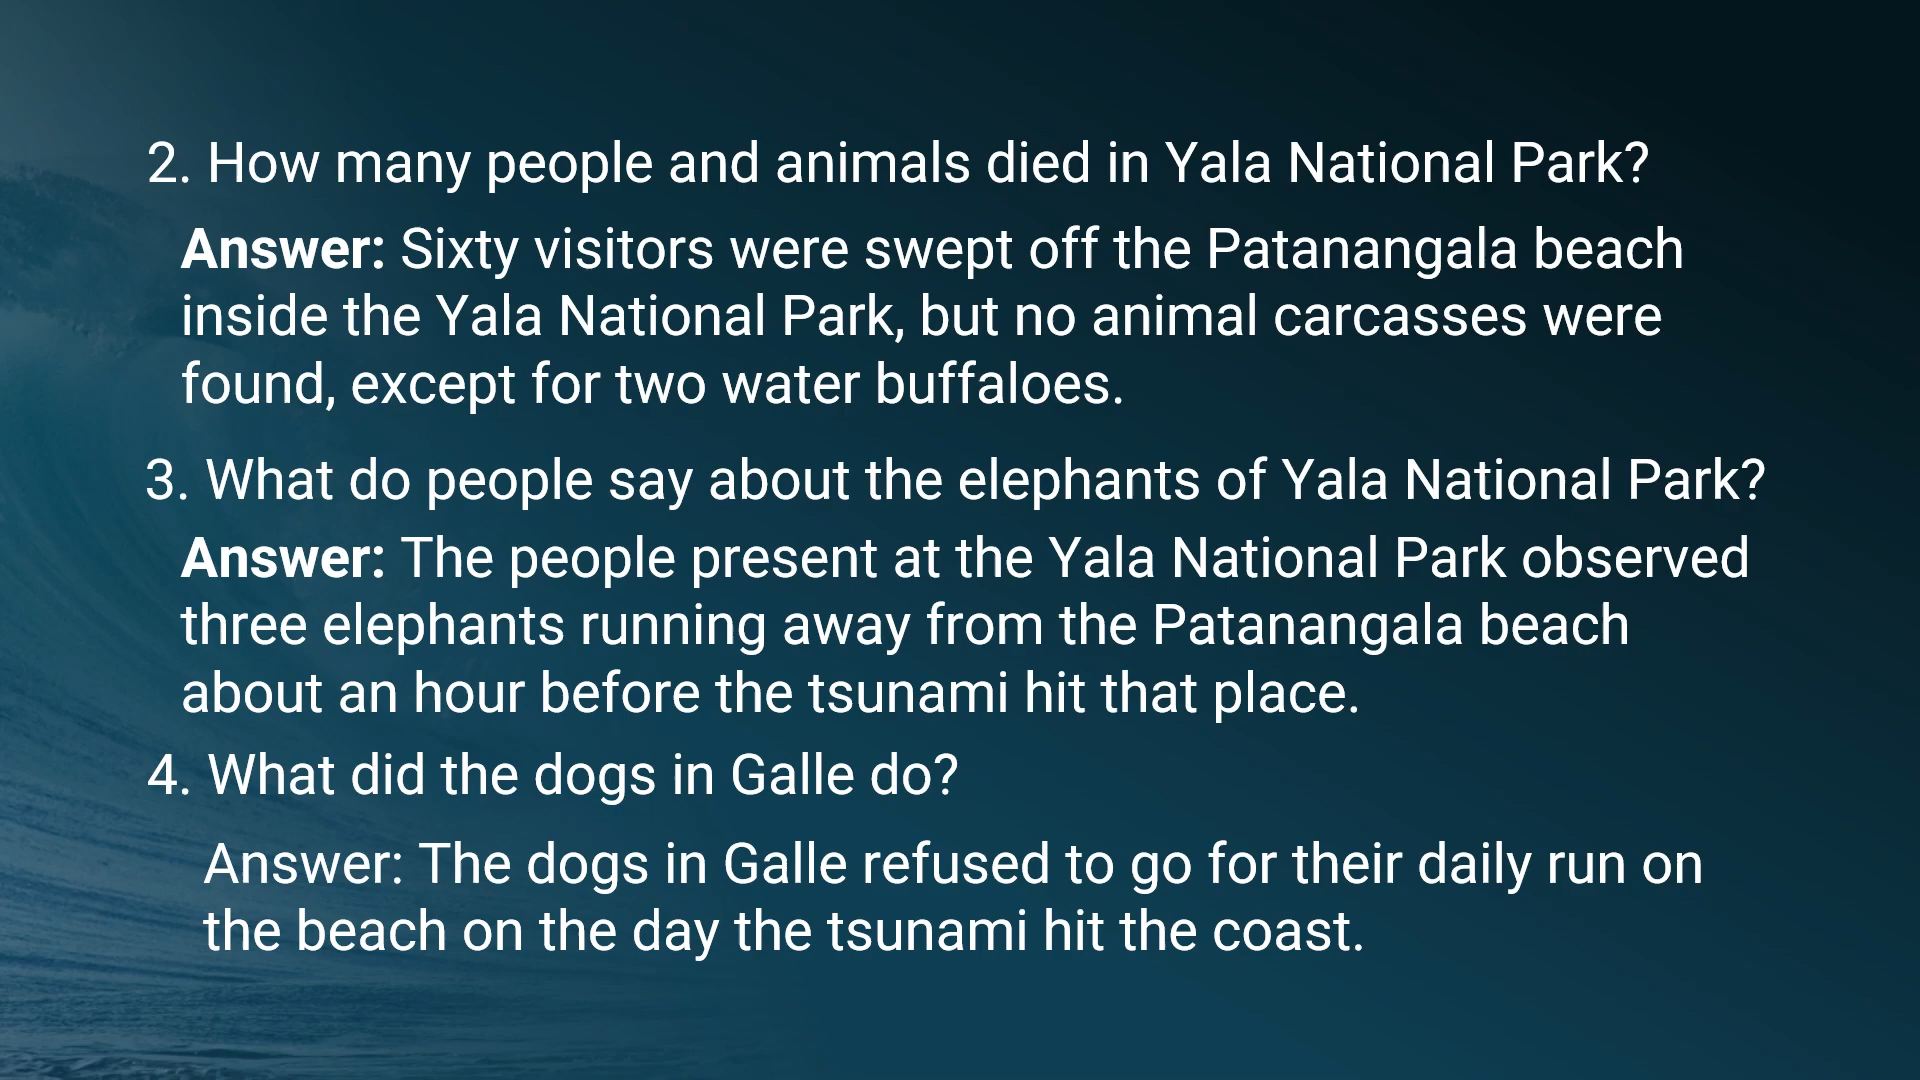 2. How many people and animals died in Yala National Park?
Answer: Sixty visitors were swept off the Patanangala beach
inside the Yala National Park, but no animal carcasses were
found, except for two water buffaloes.
3. What do people say about the elephants of Yala National Park?
Answer: The people present at the Yala National Park observed
three elephants running away from the Patanangala beach
about an hour before the tsunami hit that place.
4. What did the dogs in Galle do?
Answer: The dogs in Galle refused to go for their daily run on
the beach on the day the tsunami hit the coast.